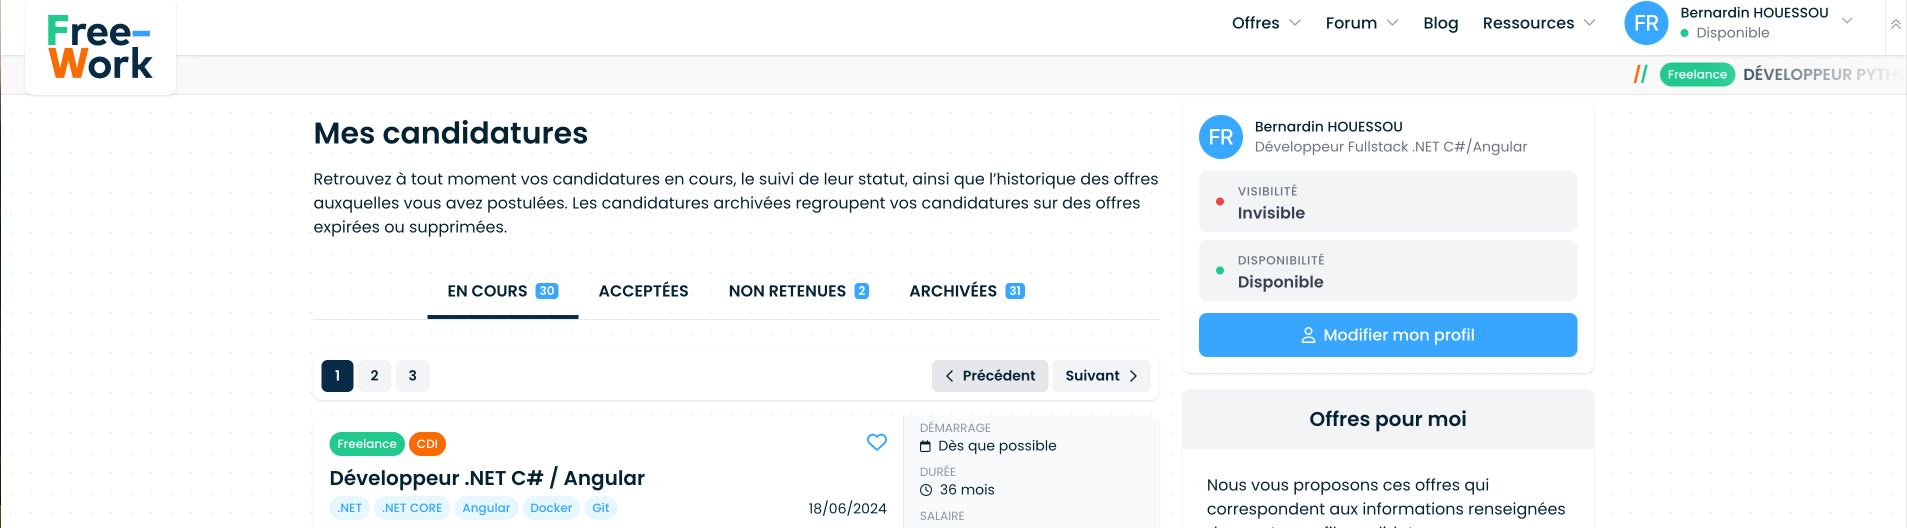 Free-
Work
Offres
Forum
Blog
Ressources
FR
Bernardin HOUESSOU
Disponible
// Freelance DÉVELOPPEUR PYTHO
Mes candidatures
Retrouvez à tout moment vos candidatures en cours, le suivi de leur statut, ainsi que l'historique des offres
auxquelles vous avez postulées. Les candidatures archivées regroupent vos candidatures sur des offres
expirées ou supprimées.
EN COURS 30
ACCEPTÉES
NON RETENUES 2
ARCHIVÉES 31
1 2 3
Précédent
Suivant
Freelance CDI
Développeur .NET C# / Angular
.NET .NET CORE Angular Docker Git
18/06/2024
DÉMARRAGE
Dès que possible
DURÉE
36 mois
SALAIRE
FR
Bernardin HOUESSOU
Développeur Fullstack .NET C#/Angular
VISIBILITÉ
Invisible
DISPONIBILITÉ
Disponible
Modifier mon profil
Offres pour moi
Nous vous proposons ces offres qui
correspondent aux informations renseignées